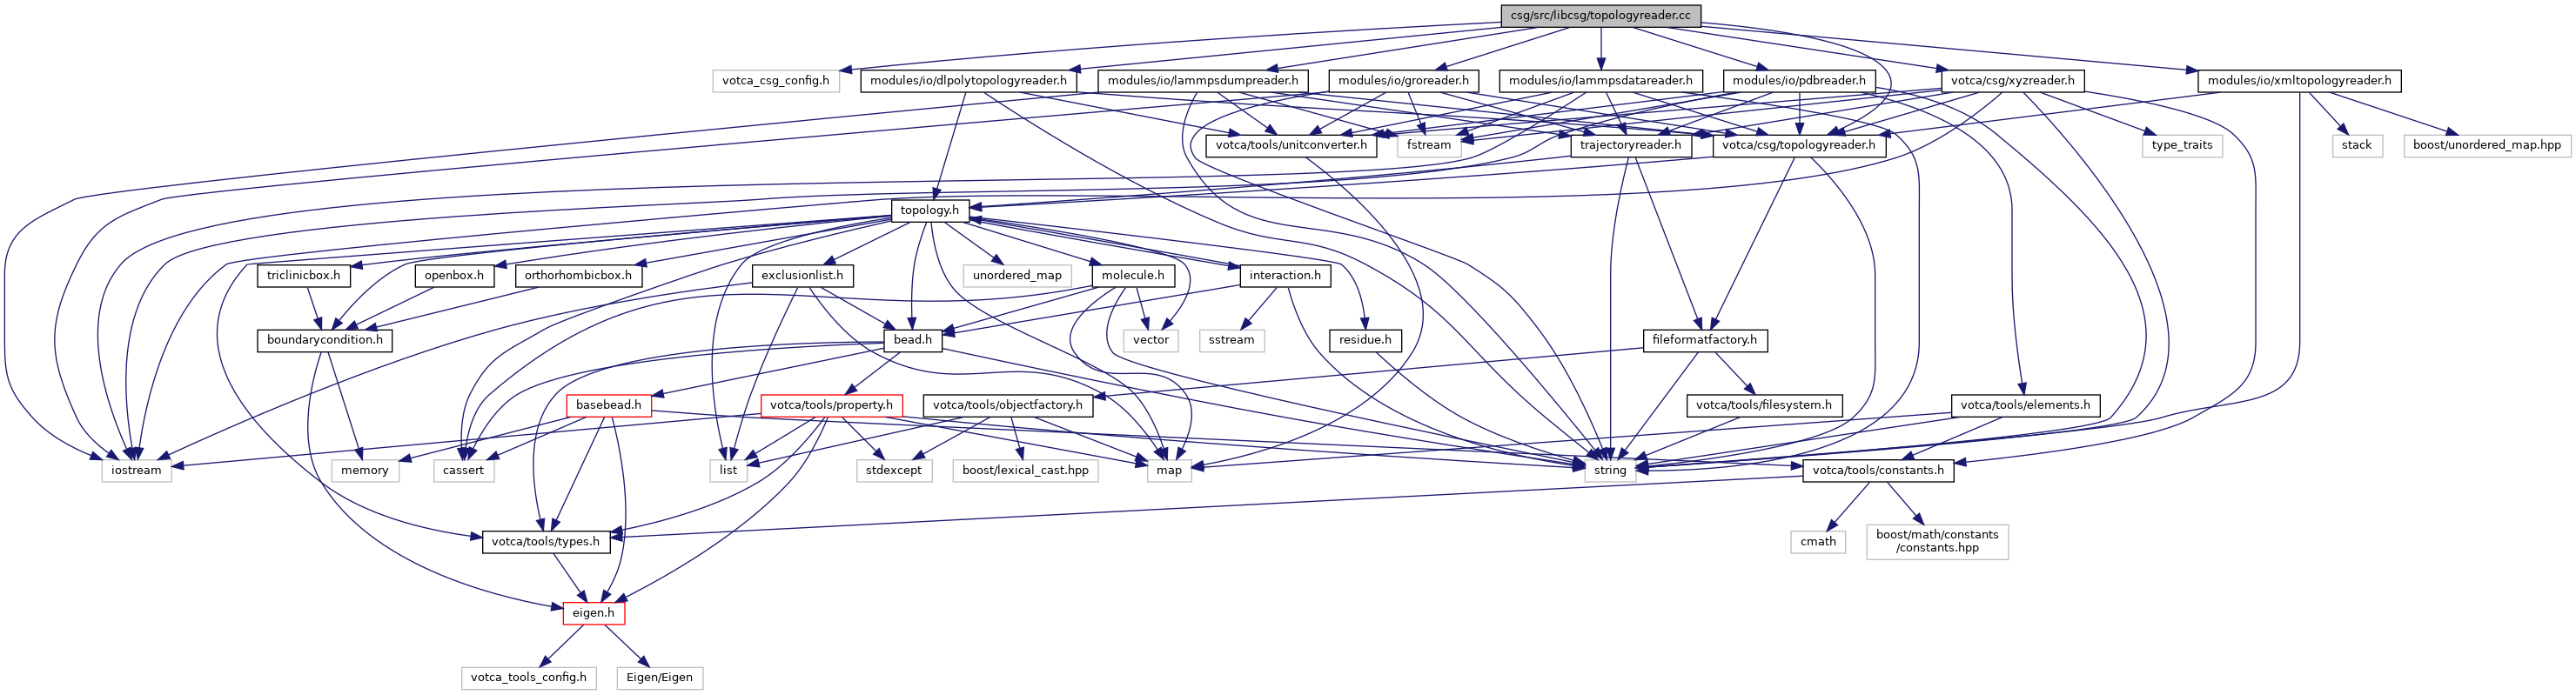 csg/src/libcsg/topologyreader.cc
votca_csg_config.h
modules/io/dlpolytopologyreader.h
modules/io/lammpsdumpreader.h
modules/io/groreader.h
modules/io/lammpsdatareader.h
modules/io/pdbreader.h
votca/csg/xyzreader.h
modules/io/xmltopologyreader.h
votca/tools/unitconverter.h
fstream
trajectoryreader.h
votca/csg/topologyreader.h
type_traits
stack
boost/unordered_map.hpp
topology.h
triclinicbox.h
openbox.h
orthorhombicbox.h
exclusionlist.h
unordered_map
molecule.h
interaction.h
boundarycondition.h
bead.h
vector
sstream
residue.h
fileformatfactory.h
basebead.h
votca/tools/property.h
votca/tools/objectfactory.h
votca/tools/filesystem.h
votca/tools/elements.h
iostream
memory
cassert
list
stdexcept
boost/lexical_cast.hpp
map
string
votca/tools/constants.h
votca/tools/types.h
cmath
boost/math/constants
/constants.hpp
eigen.h
votca_tools_config.h
Eigen/Eigen